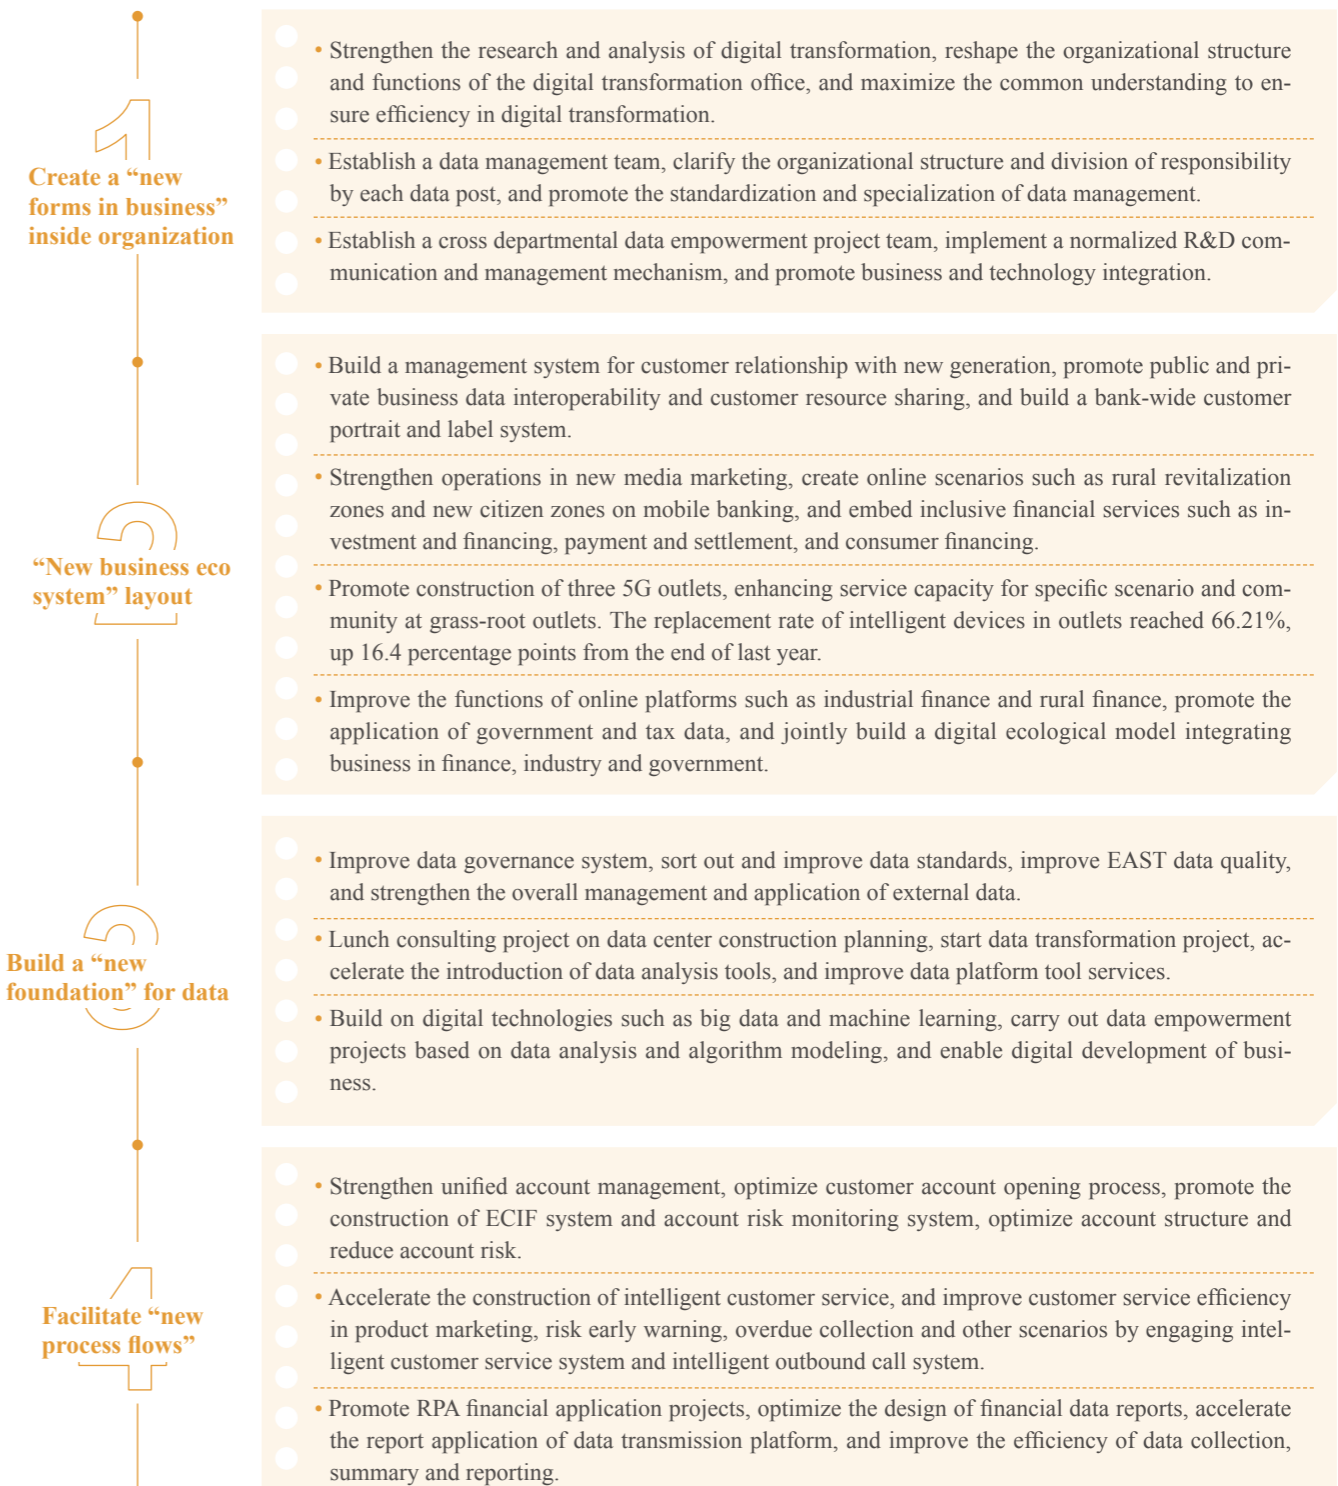 1
Create a “new
forms in business”
inside organization
• Strengthen the research and analysis of digital transformation, reshape the organizational structure
and functions of the digital transformation office, and maximize the common understanding to en-
sure efficiency in digital transformation.
• Establish a data management team, clarify the organizational structure and division of responsibility
by each data post, and promote the standardization and specialization of data management.
• Establish a cross departmental data empowerment project team, implement a normalized R&D com-
munication and management mechanism, and promote business and technology integration.
2
“New business eco
system” layout
• Build a management system for customer relationship with new generation, promote public and pri-
vate business data interoperability and customer resource sharing, and build a bank-wide customer
portrait and label system.
• Strengthen operations in new media marketing, create online scenarios such as rural revitalization
zones and new citizen zones on mobile banking, and embed inclusive financial services such as in-
vestment and financing, payment and settlement, and consumer financing.
• Promote construction of three 5G outlets, enhancing service capacity for specific scenario and com-
munity at grass-root outlets. The replacement rate of intelligent devices in outlets reached 66.21%,
up 16.4 percentage points from the end of last year.
• Improve the functions of online platforms such as industrial finance and rural finance, promote the
application of government and tax data, and jointly build a digital ecological model integrating
business in finance, industry and government.
3
Build a “new
foundation” for data
• Improve data governance system, sort out and improve data standards, improve EAST data quality,
and strengthen the overall management and application of external data.
• Lunch consulting project on data center construction planning, start data transformation project, ac-
celerate the introduction of data analysis tools, and improve data platform tool services.
• Build on digital technologies such as big data and machine learning, carry out data empowerment
projects based on data analysis and algorithm modeling, and enable digital development of busi-
ness.
4
Facilitate “new
process flows”
• Strengthen unified account management, optimize customer account opening process, promote the
construction of ECIF system and account risk monitoring system, optimize account structure and
reduce account risk.
• Accelerate the construction of intelligent customer service, and improve customer service efficiency
in product marketing, risk early warning, overdue collection and other scenarios by engaging intel-
ligent customer service system and intelligent outbound call system.
• Promote RPA financial application projects, optimize the design of financial data reports, accelerate
the report application of data transmission platform, and improve the efficiency of data collection,
summary and reporting.